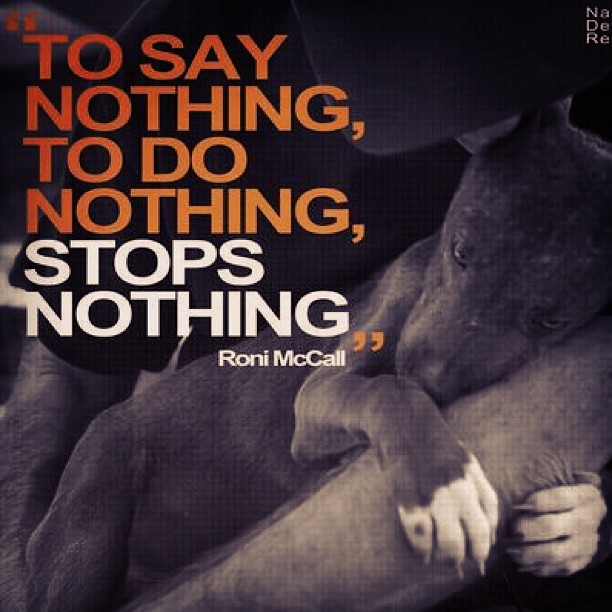 “TO SAY
NOTHING,
TO DO
NOTHING,
STOPS
NOTHING”
Roni McCall
Na
De
Re